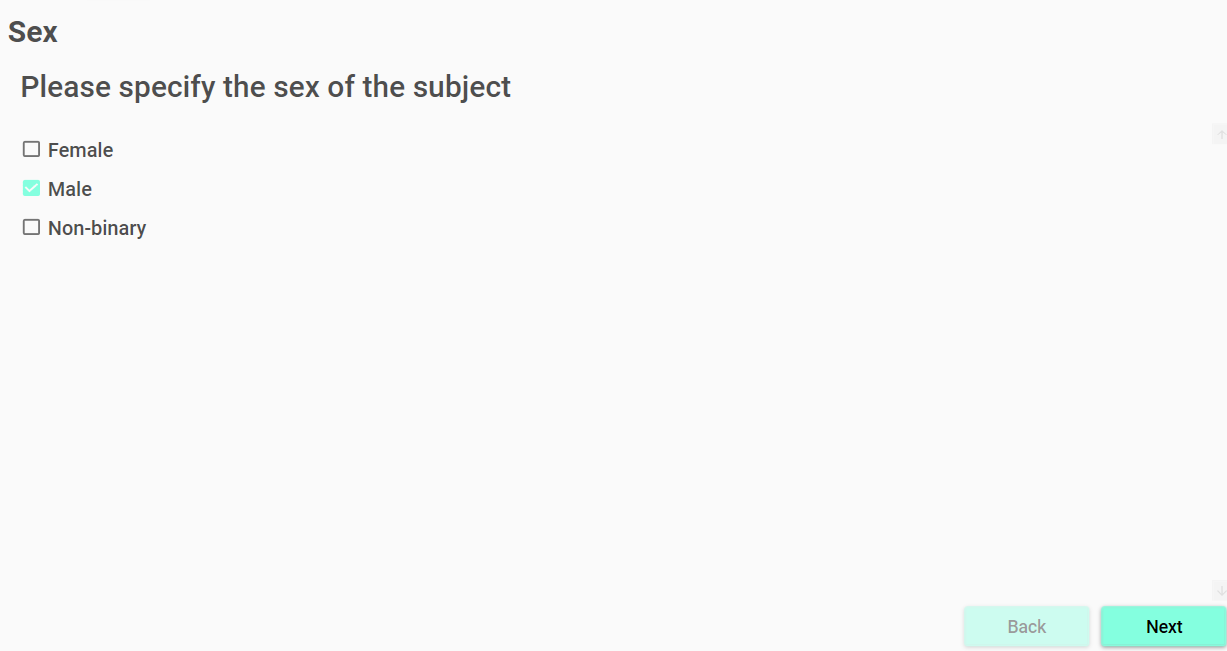 Sex
Please specify the sex of the subject
Female
Male
Non-binary
Back
Next